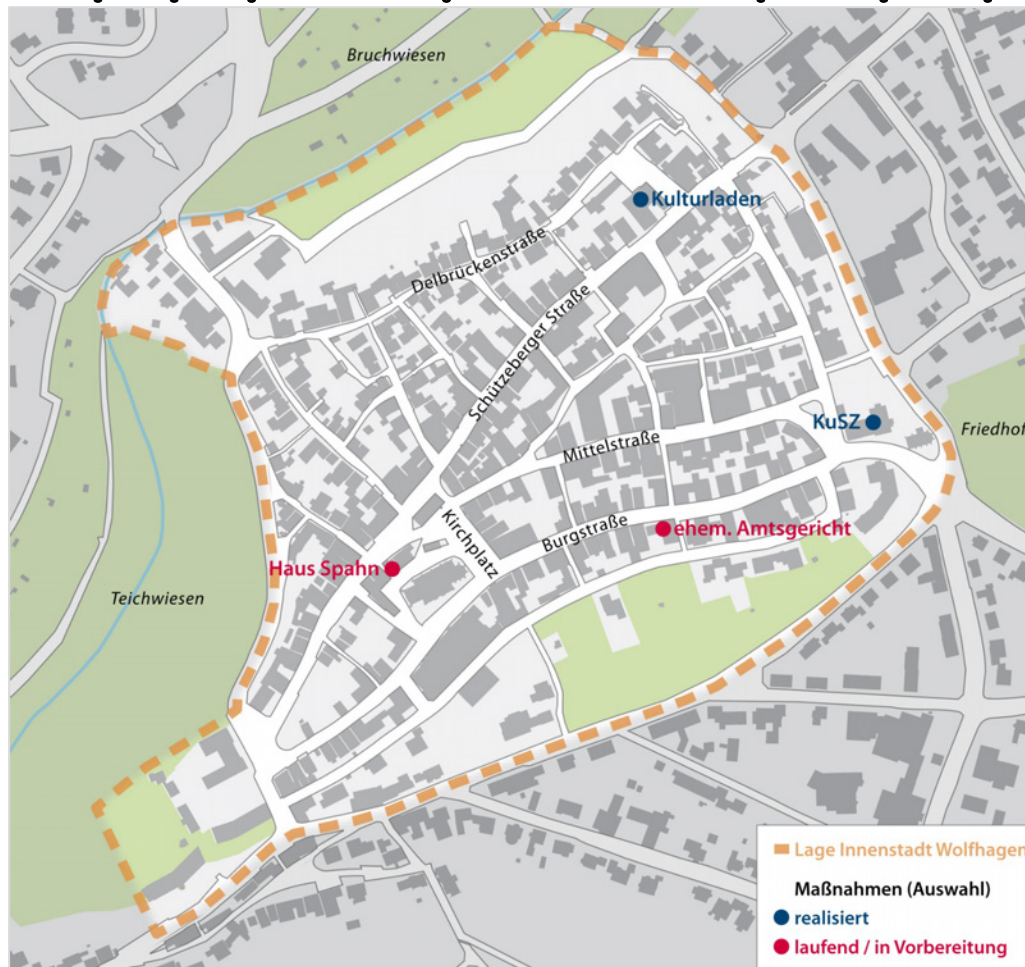 Bruchwiesen
Kulturladen
Delbrückenstraße
Schützeberger Straße
KuSZ
Friedhof
Mittelstraße
Kirchplatz
Burgstraße
ehem. Amtsgericht
Haus Spahn
Teichwiesen
Lage Innenstadt Wolfhagen
Maßnahmen (Auswahl)
realisiert
laufend / in Vorbereitung